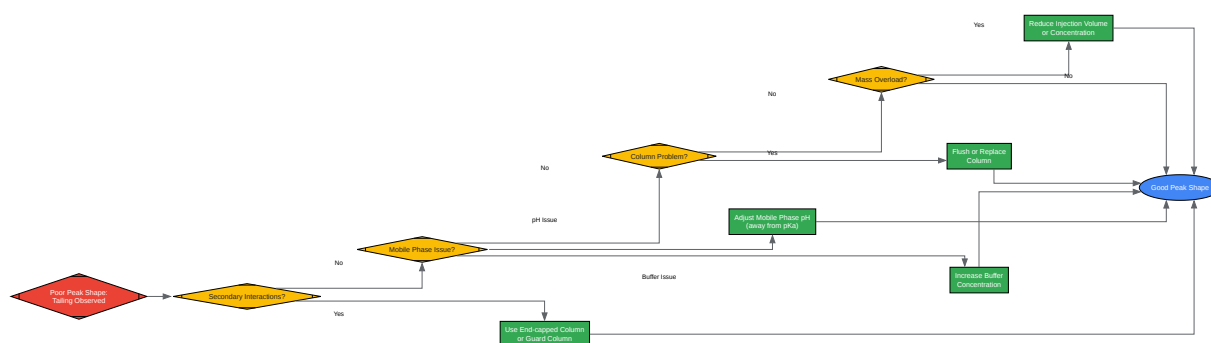 Poor Peak Shape:
Tailing Observed
Secondary Interactions?
No
Yes
Use End-capped Column
or Guard Column
Mobile Phase Issue?
No
pH Issue
Buffer Issue
Adjust Mobile Phase pH
(away from pKa)
Increase Buffer
Concentration
Column Problem?
No
Yes
Flush or Replace
Column
Mass Overload?
Yes
No
Reduce Injection Volume
or Concentration
Good Peak Shape